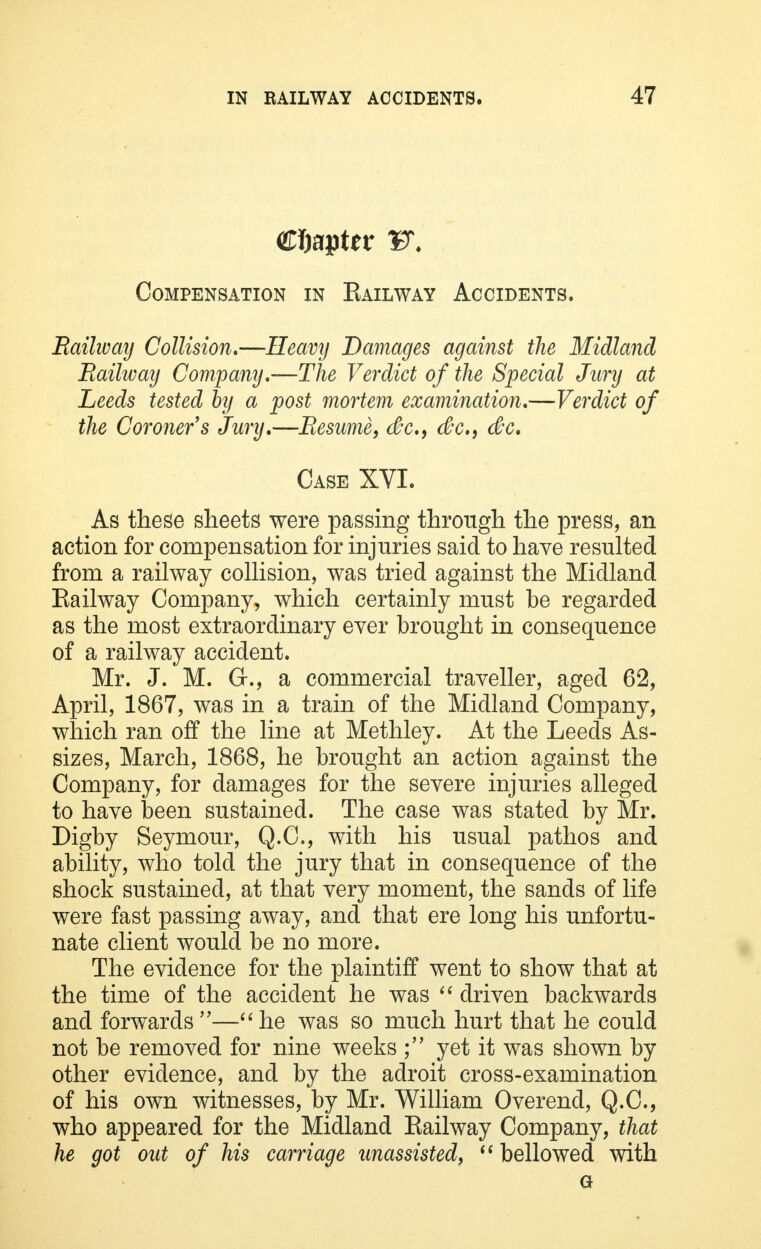 IN RAILWAY ACCIDENTS. 47
Chapter V.
Compensation in Railway Accidents.
Railway Collision.—Heavy Damages against the Midland
Railway Company.—The Verdict of the Special Jury at
Leeds tested by a post mortem examination.—Verdict of
the Coroner's Jury.—Resumè, &c., &c., &c.
Case XVI.
As these sheets were passing through the press, an
action for compensation for injuries said to have resulted
from a railway collision, was tried against the Midland
Railway Company, which certainly must be regarded
as the most extraordinary ever brought in consequence
of a railway accident.
Mr. J. M. G., a commercial traveller, aged 62,
April, 1867, was in a train of the Midland Company,
which ran off the line at Methley. At the Leeds As-
sizes, March, 1868, he brought an action against the
Company, for damages for the severe injuries alleged
to have been sustained. The case was stated by Mr.
Digby Seymour, Q.C., with his usual pathos and
ability, who told the jury that in consequence of the
shock sustained, at that very moment, the sands of life
were fast passing away, and that ere long his unfortu-
nate client would be no more.
The evidence for the plaintiff went to show that at
the time of the accident he was “ driven backwards
and forwards ”—“ he was so much hurt that he could
not be removed for nine weeks ;” yet it was shown by
other evidence, and by the adroit cross-examination
of his own witnesses, by Mr. William Overend, Q.C.,
who appeared for the Midland Railway Company, that
he got out of his carriage unassisted, “ bellowed with
G